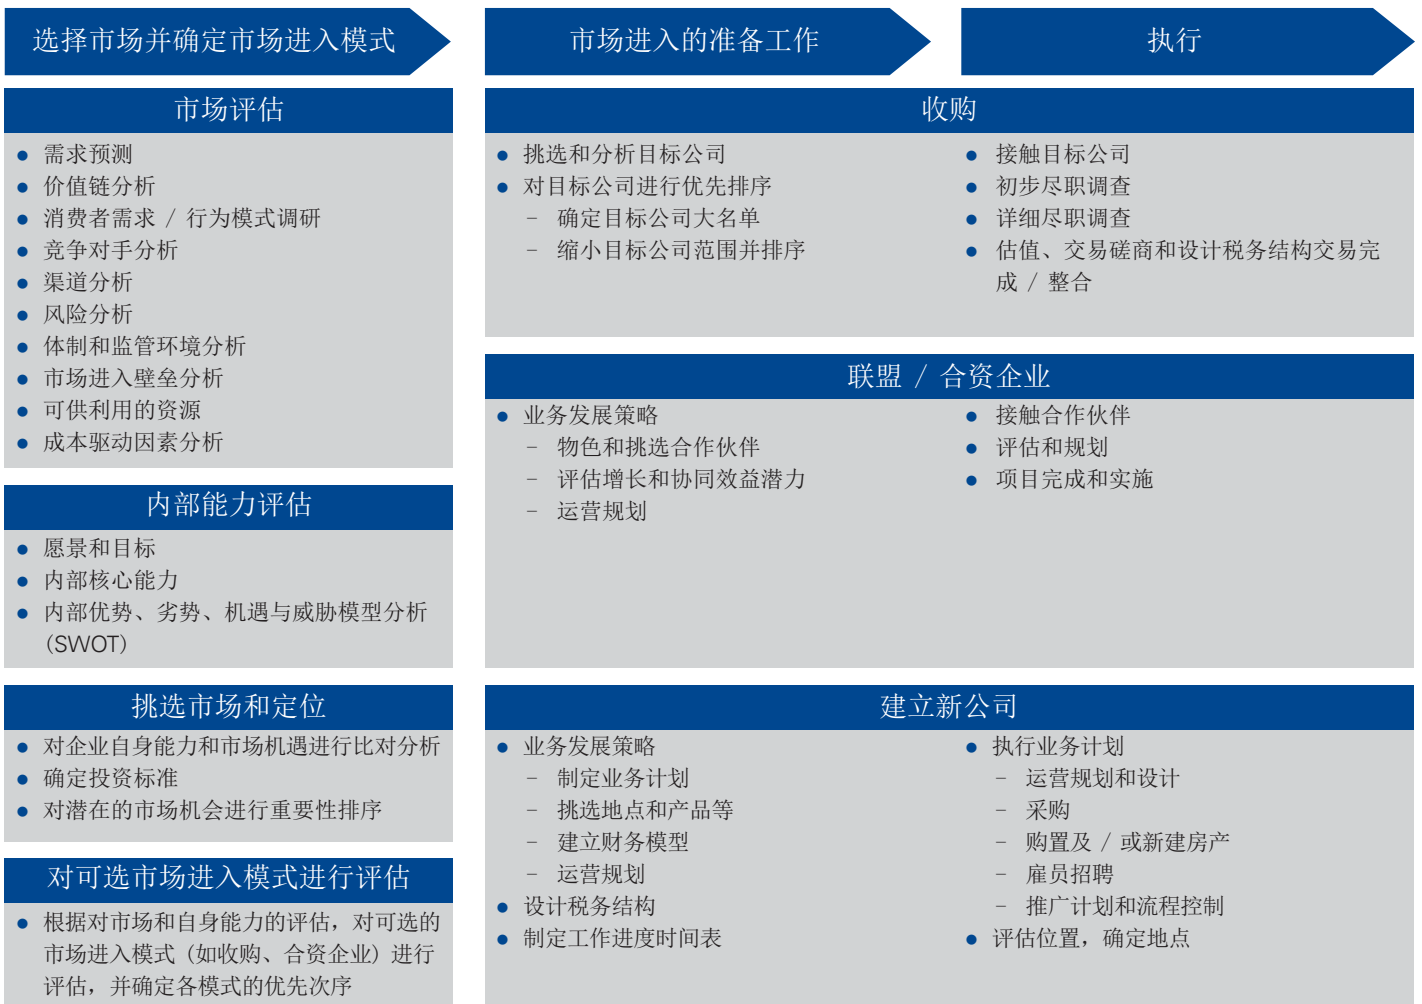 选择市场并确定市场进入模式
市场进入的准备工作
执行
市场评估
● 需求预测
● 价值链分析
● 消费者需求 / 行为模式调研
● 竞争对手分析
● 渠道分析
● 风险分析
● 体制和监管环境分析
● 市场进入壁垒分析
● 可供利用的资源
● 成本驱动因素分析
内部能力评估
● 愿景和目标
● 内部核心能力
● 内部优势、劣势、机遇与威胁模型分析
(SWOT)
挑选市场和定位
● 对企业自身能力和市场机遇进行比对分析
● 确定投资标准
● 对潜在的市场机会进行重要性排序
对可选市场进入模式进行评估
● 根据对市场和自身能力的评估，对可选的
市场进入模式 (如收购、合资企业) 进行
评估，并确定各模式的优先次序
收购
● 挑选和分析目标公司
● 对目标公司进行优先排序
– 确定目标公司大名单
– 缩小目标公司范围并排序
● 接触目标公司
● 初步尽职调查
● 详细尽职调查
● 估值、交易磋商和设计税务结构交易完
成 / 整合
联盟 / 合资企业
● 业务发展策略
– 物色和挑选合作伙伴
– 评估增长和协同效益潜力
– 运营规划
● 接触合作伙伴
● 评估和规划
● 项目完成和实施
建立新公司
● 业务发展策略
– 制定业务计划
– 挑选地点和产品等
– 建立财务模型
– 运营规划
● 设计税务结构
● 制定工作进度时间表
● 执行业务计划
– 运营规划和设计
– 采购
– 购置及 / 或新建房产
– 雇员招聘
– 推广计划和流程控制
● 评估位置，确定地点